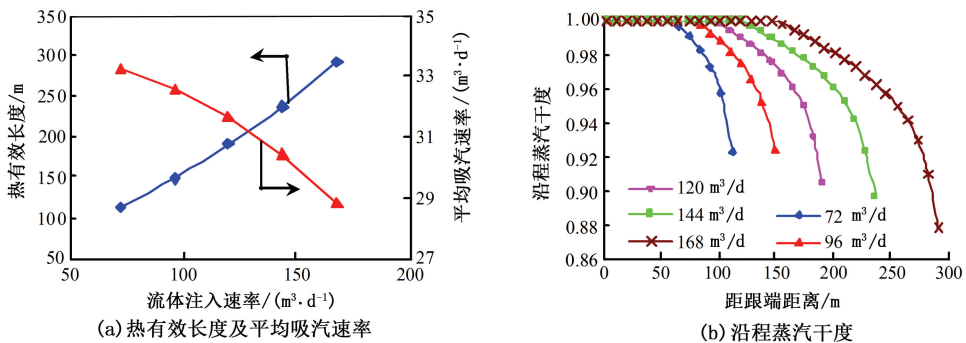 350
300
250
200
150
100
50
热有效长度/m
35
33
31
29
27
平均吸汽速率/(m³·d⁻¹)
50 100 150 200
流体注入速率/(m³·d⁻¹)
(a)热有效长度及平均吸汽速率
1.00
0.98
0.96
0.94
0.92
0.90
0.88
0.86
沿程蒸汽干度
120 m³/d
144 m³/d 72 m³/d
168 m³/d 96 m³/d
0 50 100 150 200 250 300
距跟端距离/m
(b)沿程蒸汽干度